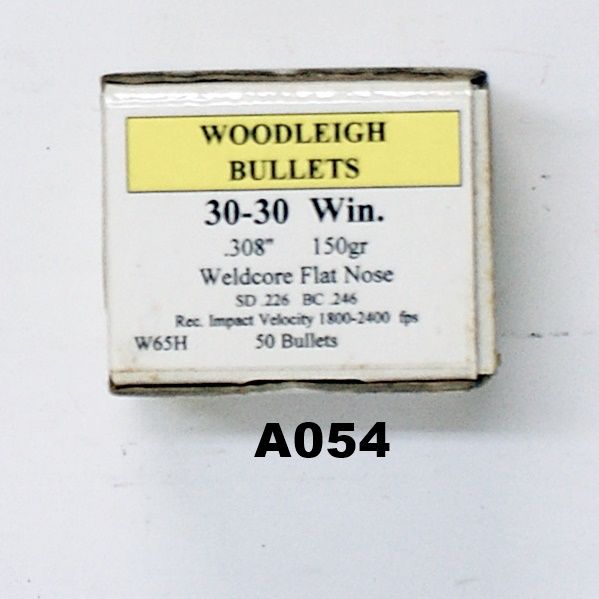 WOODLEIGH
BULLETS
30-30 Win.
.308" 150gr
Weldcore Flat Nose
SD .226 BC .246
Rec. Impact Velocity 1800-2400 fps
W65H 50 Bullets
A054